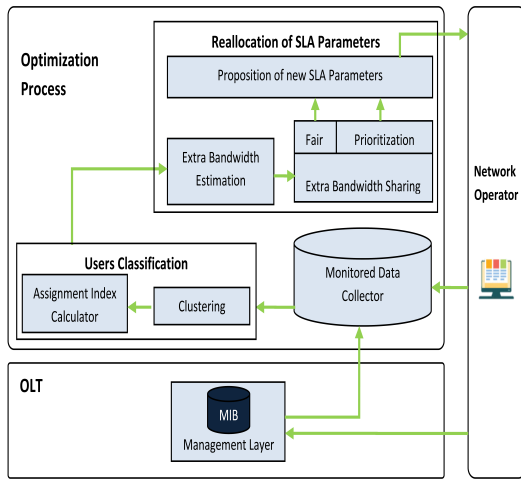 Optimization
Process
Reallocation of SLA Parameters
Proposition of new SLA Parameters
Fair
Prioritization
Extra Bandwidth
Estimation
Extra Bandwidth Sharing
Network
Operator
Users Classification
Assignment Index
Calculator
Clustering
Monitored Data
Collector
OLT
MIB
Management Layer